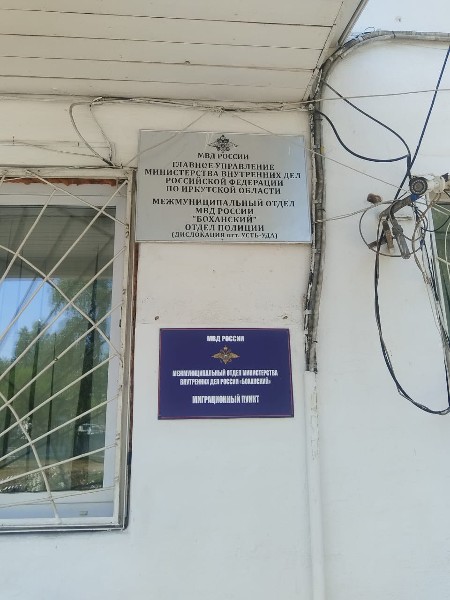 МВД РОССИИ
ГЛАВНОЕ УПРАВЛЕНИЕ
МИНИСТЕРСТВА ВНУТРЕННИХ ДЕЛ
РОССИЙСКОЙ ФЕДЕРАЦИИ
ПО ИРКУТСКОЙ ОБЛАСТИ
МЕЖМУНИЦИПАЛЬНЫЙ ОТДЕЛ
МВД РОССИИ
"БОХАНСКИЙ"
ОТДЕЛ ПОЛИЦИИ
(ДИСЛОКАЦИЯ пгт. УСТЬ-УДА)
МВД РОССИИ
МЕЖМУНИЦИПАЛЬНЫЙ ОТДЕЛ МИНИСТЕРСТВА
ВНУТРЕННИХ ДЕЛ РОССИИ «БОХАНСКИЙ»
МИГРАЦИОННЫЙ ПУНКТ